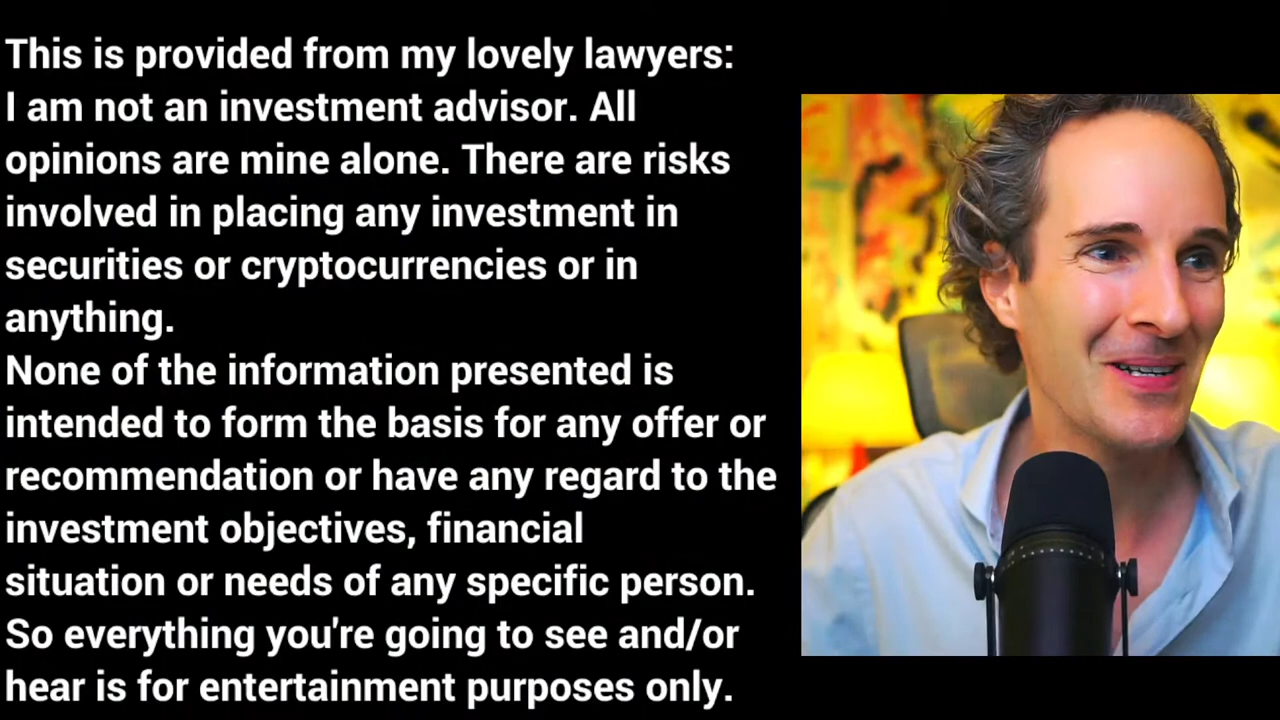 This is provided from my lovely lawyers:
I am not an investment advisor. All
opinions are mine alone. There are risks
involved in placing any investment in
securities or cryptocurrencies or in
anything.
None of the information presented is
intended to form the basis for any offer or
recommendation or have any regard to the
investment objectives, financial
situation or needs of any specific person.
So everything you're going to see and/or
hear is for entertainment purposes only.